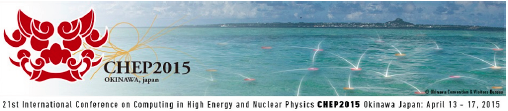 CHEP2015
OKINAWA, japan
© Okinawa Convention & Visitors Bureau
21st International Conference on Computing in High Energy and Nuclear Physics CHEP2015 Okinawa Japan: April 13 - 17, 2015